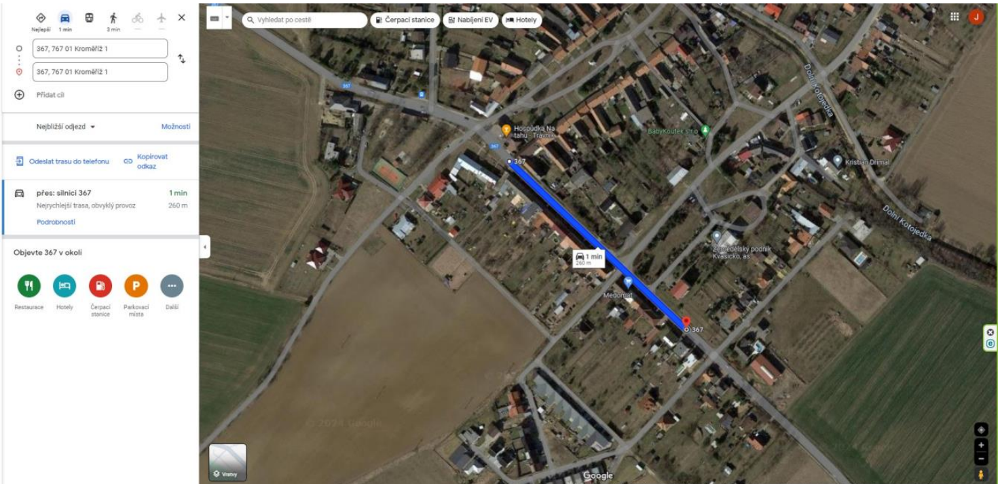 Nejlepší
1 min
3 min
367, 767 01 Kroměříž 1
367, 767 01 Kroměříž 1
Přidat cíl
Nejbližší odjezd
Možnosti
Odeslat trasu do telefonu
Kopírovat
odkaz
přes: silnici 367
1 min
Nejrychlejší trasa, obvyklý provoz
260 m
Podrobnosti
Objevte 367 v okolí
Restaurace
Hotely
Čerpací
stanice
P
Parkovací
místa
Další
Vyhledat po cestě
Čerpací stanice
Nabíjení EV
Hotely
J
367
Hospůdka Na
tahu - Trávník
367
367
BabyKoutek s.r.o.
Kristian Drimal
Dolní Kotojedka
Dolní Kotojedka
Zemědělský podnik
Kvasicko, as
1 min
260 m
Medomat
367
© 2024 Google
Vrstvy
Google